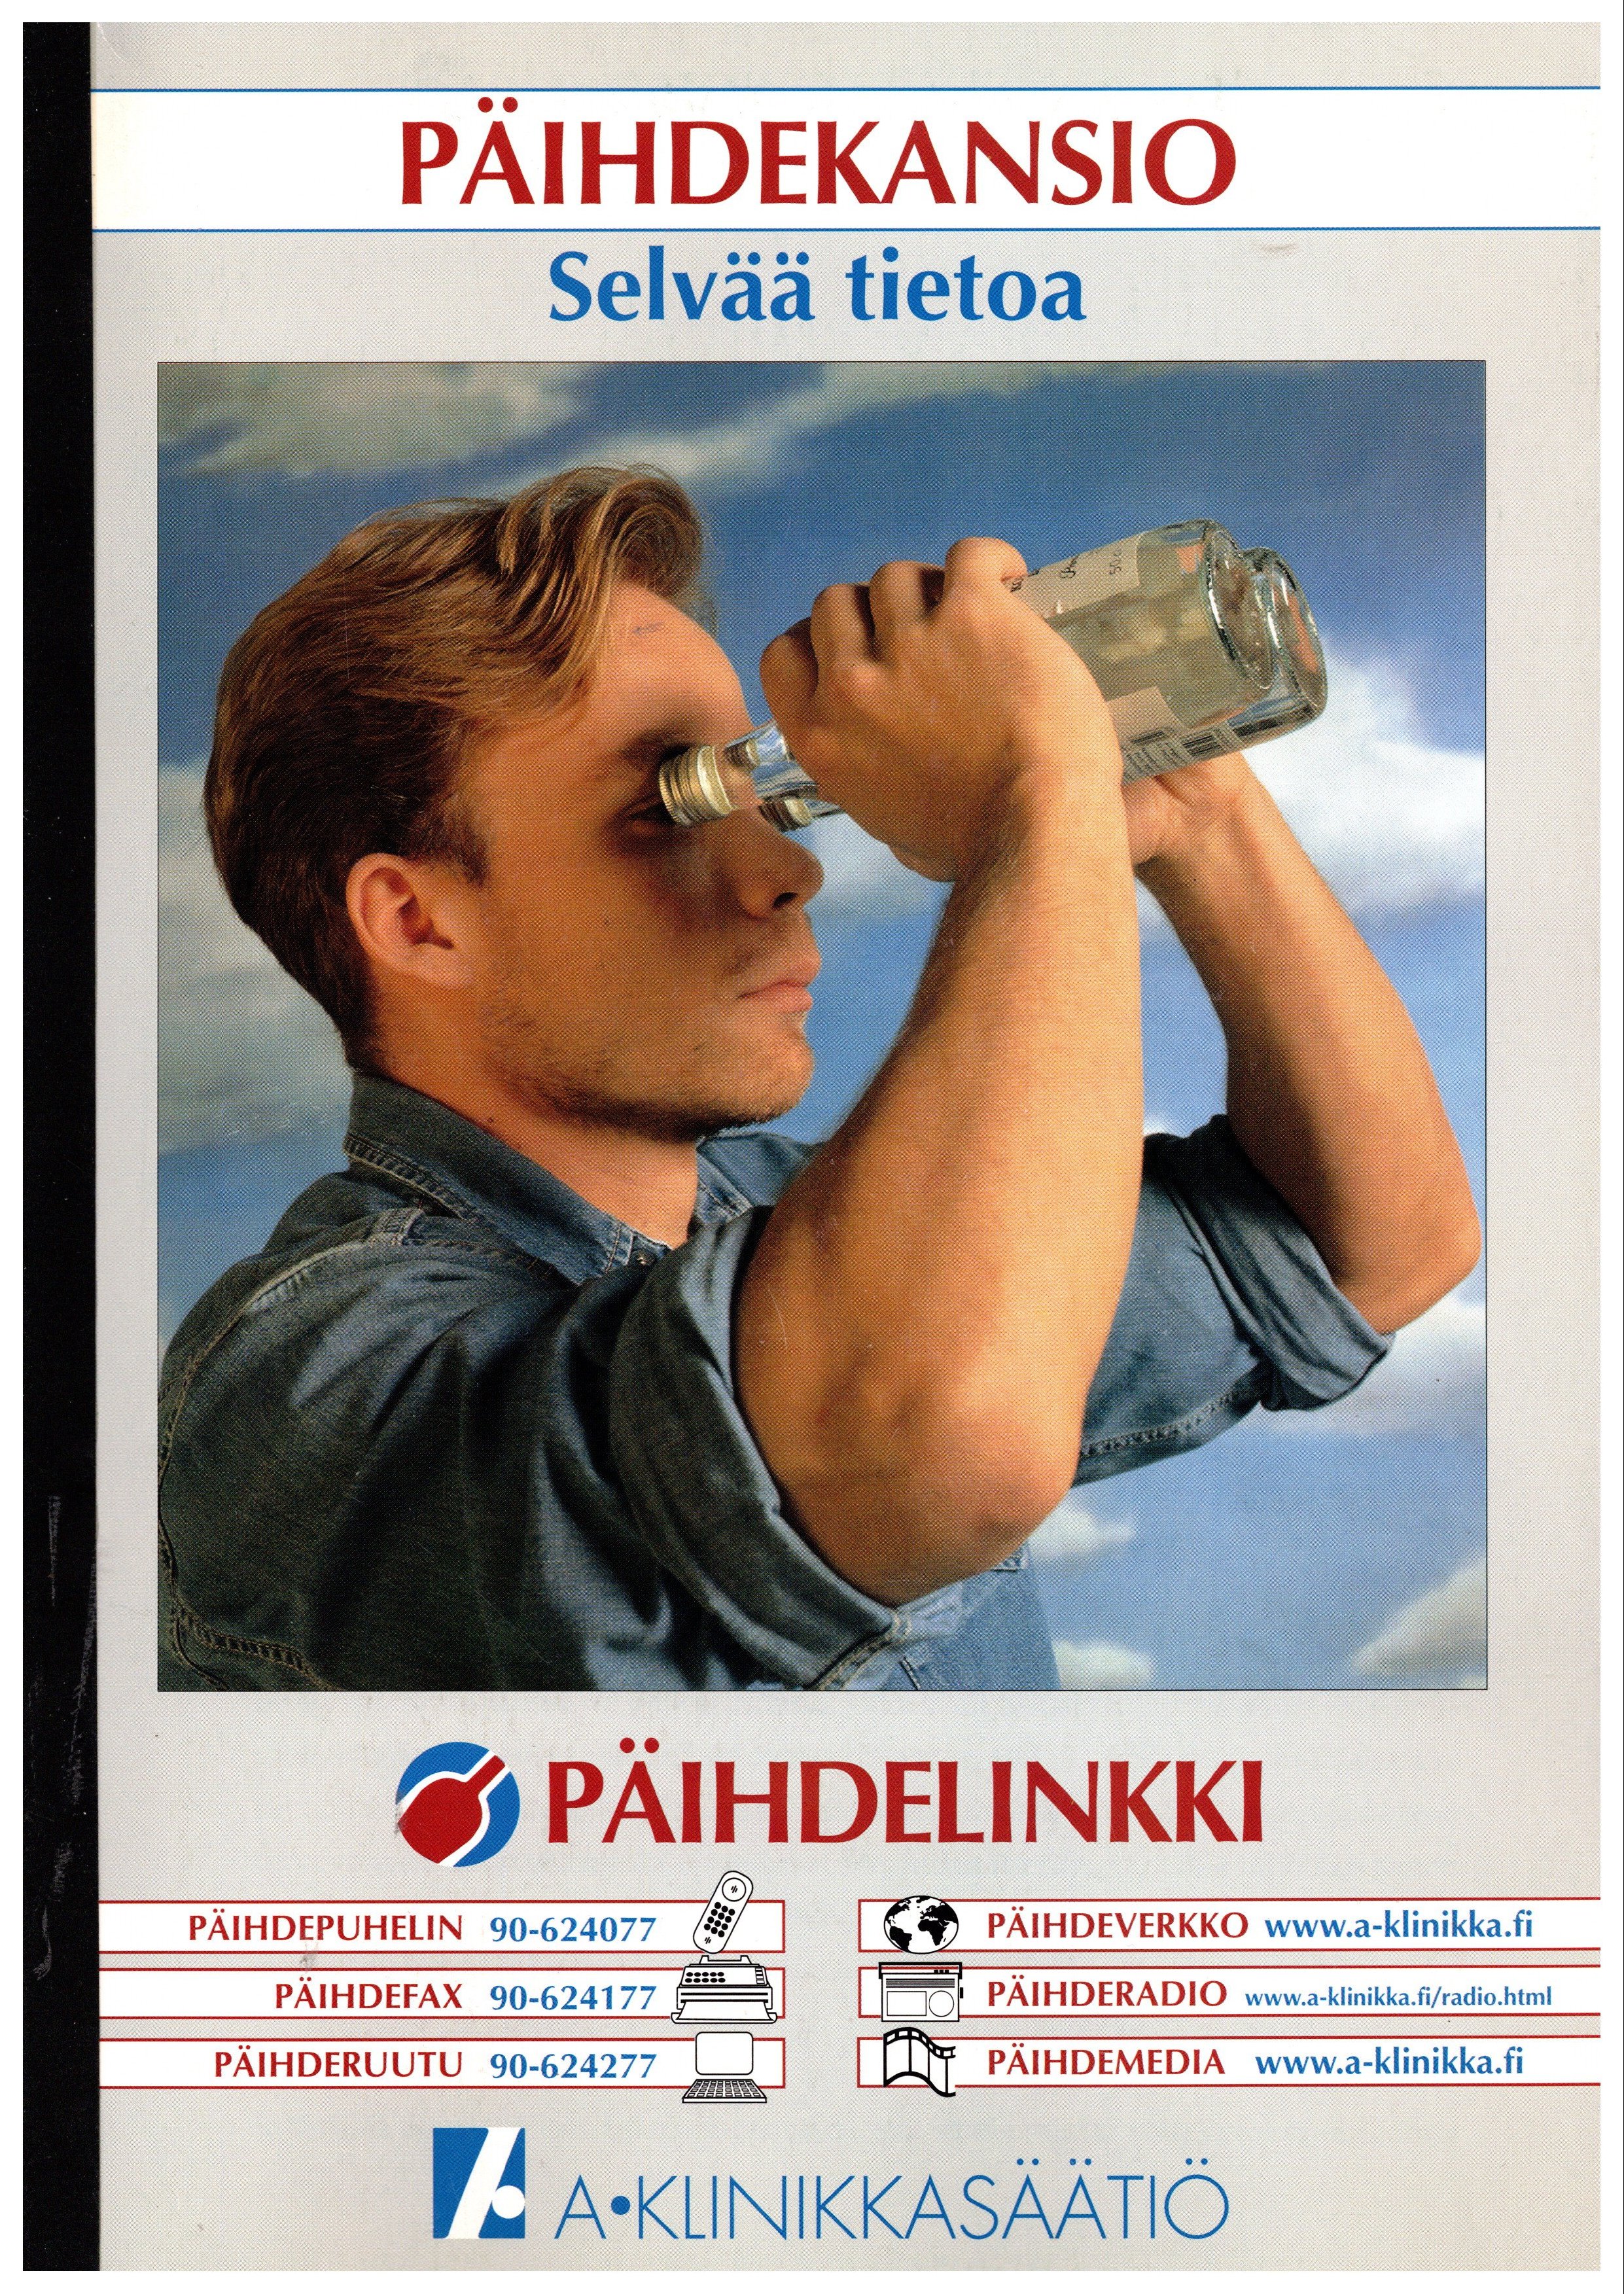 PÄIHDEKANSIO
Selvää tietoa
50 c
PÄIHDELINKKI
PÄIHDEPUHELIN 90-624077
PÄIHDEFAX 90-624177
PÄIHDERUUTU 90-624277
PÄIHDEVERKKO www.a-klinikka.fi
PÄIHDERADIO www.a-klinikka.fi/radio.html
PÄIHDEMEDIA www.a-klinikka.fi
A•KLINIKKASÄÄTIÖ